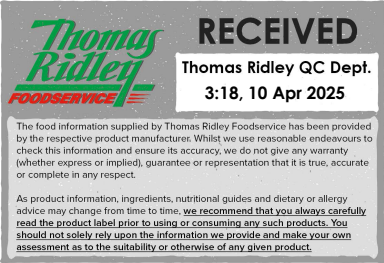 Thomas
Ridley
FOODSERVICE
RECEIVED
Thomas Ridley QC Dept.
3:18, 10 Apr 2025
The food information supplied by Thomas Ridley Foodservice has been provided
by the respective product manufacturer. Whilst we use reasonable endeavours to
check this information and ensure its accuracy, we do not give any warranty
(whether express or implied), guarantee or representation that it is true, accurate
or complete in any respect.
As product information, ingredients, nutritional guides and dietary or allergy
advice may change from time to time, we recommend that you always carefully
read the product label prior to using or consuming any such products. You
should not solely rely upon the information we provide and make your own
assessment as to the suitability or otherwise of any given product.